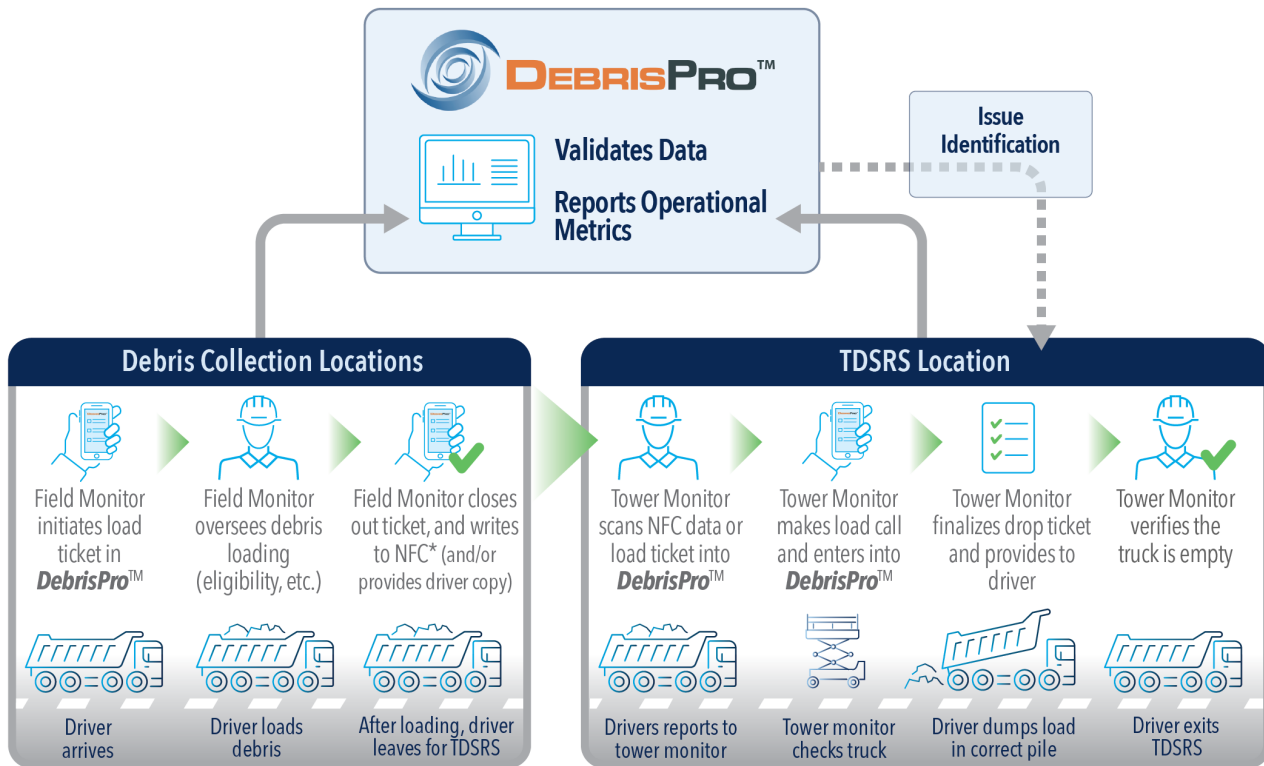 DEBRISPRO™
Validates Data
Reports Operational
Metrics
Issue
Identification
Debris Collection Locations
Field Monitor
initiates load
ticket in
DebrisPro™
Field Monitor
oversees debris
loading
(eligibility, etc.)
Field Monitor closes
out ticket, and writes
to NFC* (and/or
provides driver copy)
Driver
arrives
Driver loads
debris
After loading, driver
leaves for TDSRS
TDSRS Location
Tower Monitor
scans NFC data or
load ticket into
DebrisPro™
Tower Monitor
makes load call
and enters into
DebrisPro™
Tower Monitor
finalizes drop ticket
and provides to
driver
Tower Monitor
verifies the
truck is empty
Drivers reports to
tower monitor
Tower monitor
checks truck
Driver dumps load
in correct pile
Driver exits
TDSRS